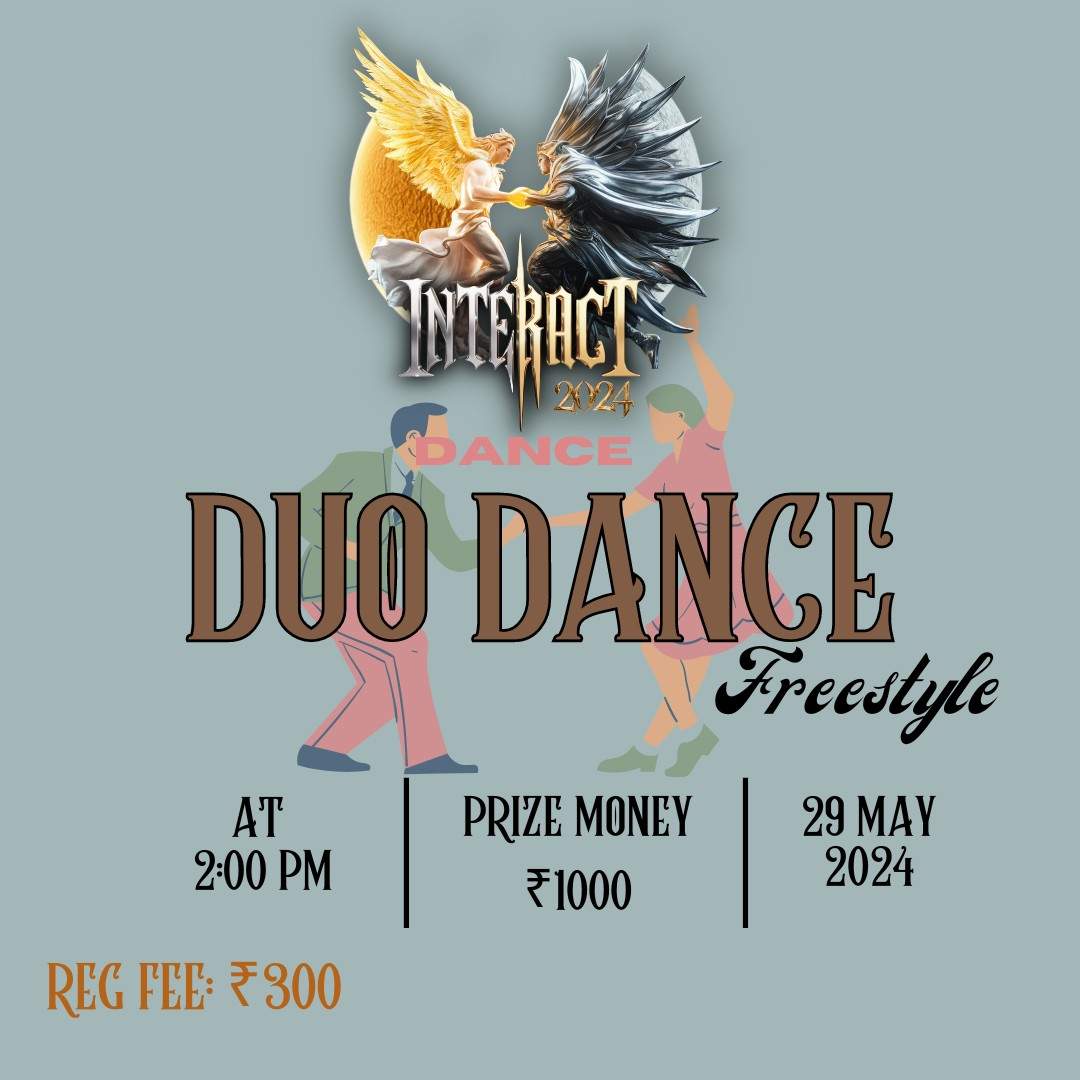 INTERACT
2024
DANCE
DUO DANCE
Freestyle
AT
2:00 PM
PRIZE MONEY
₹1000
29 MAY
2024
REG FEE: ₹300